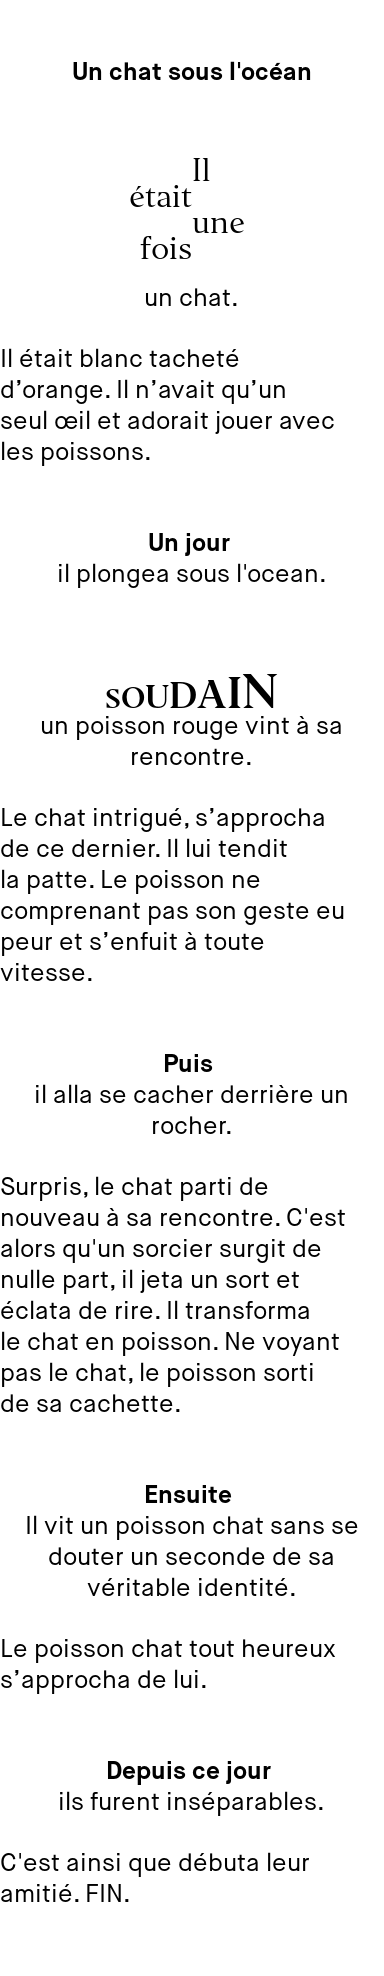 Un chat sous l'océan
Il
était
une
fois
un chat.
Il était blanc tacheté
d’orange. Il n’avait qu’un
seul œil et adorait jouer avec
les poissons.
Un jour
il plongea sous l'ocean.
SOUDAIN
un poisson rouge vint à sa
rencontre.
Le chat intrigué, s’approcha
de ce dernier. Il lui tendit
la patte. Le poisson ne
comprenant pas son geste eu
peur et s’enfuit à toute
vitesse.
Puis
il alla se cacher derrière un
rocher.
Surpris, le chat parti de
nouveau à sa rencontre. C'est
alors qu'un sorcier surgit de
nulle part, il jeta un sort et
éclata de rire. Il transforma
le chat en poisson. Ne voyant
pas le chat, le poisson sorti
de sa cachette.
Ensuite
Il vit un poisson chat sans se
douter un seconde de sa
véritable identité.
Le poisson chat tout heureux
s’approcha de lui.
Depuis ce jour
ils furent inséparables.
C'est ainsi que débuta leur
amitié. FIN.